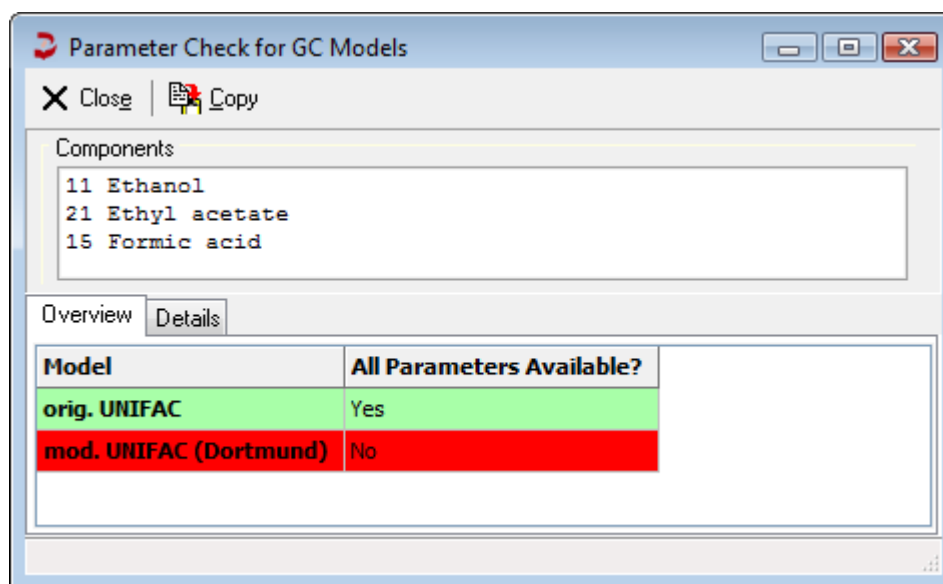 Parameter Check for GC Models
Close Copy
Components
11 Ethanol
21 Ethyl acetate
15 Formic acid
Overview Details
Model All Parameters Available?
orig. UNIFAC Yes
mod. UNIFAC (Dortmund) No